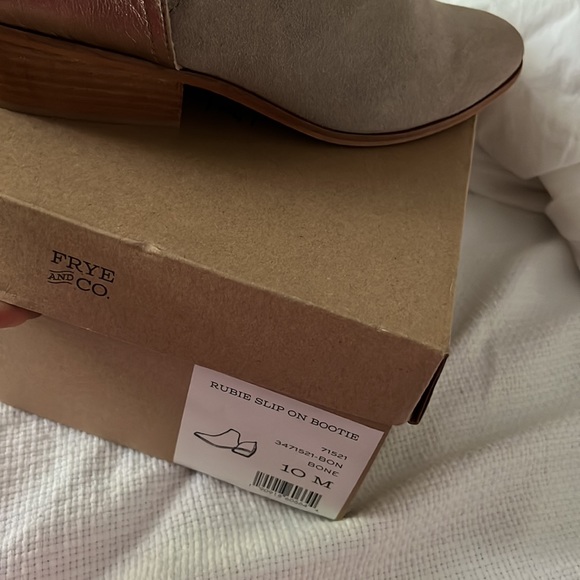 FRYE
AND CO.
RUBIE SLIP ON BOOTIE
71521
3471521-BON
BONE
10 M